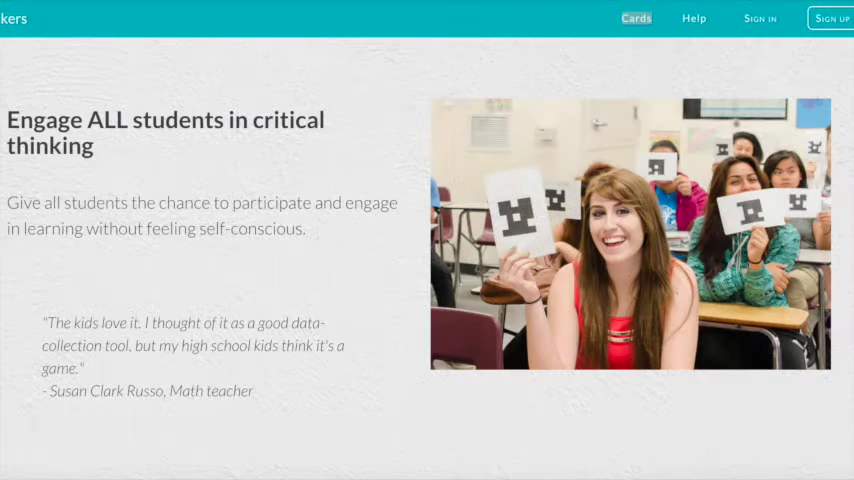 kers
Cards
Help
Sign in
Sign up
Engage ALL students in critical
thinking
Give all students the chance to participate and engage
in learning without feeling self-conscious.
"The kids love it. I thought of it as a good data-
collection tool, but my high school kids think it's a
game."
- Susan Clark Russo, Math teacher